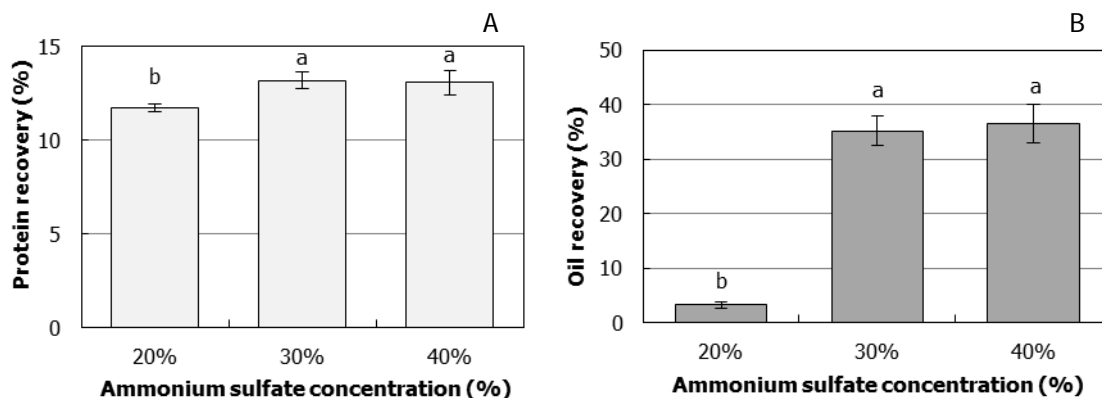 A
Protein recovery (%)
15
10
5
0
b
a
a
20%
30%
40%
Ammonium sulfate concentration (%)
B
Oil recovery (%)
50
40
30
20
10
0
b
a
a
20%
30%
40%
Ammonium sulfate concentration (%)